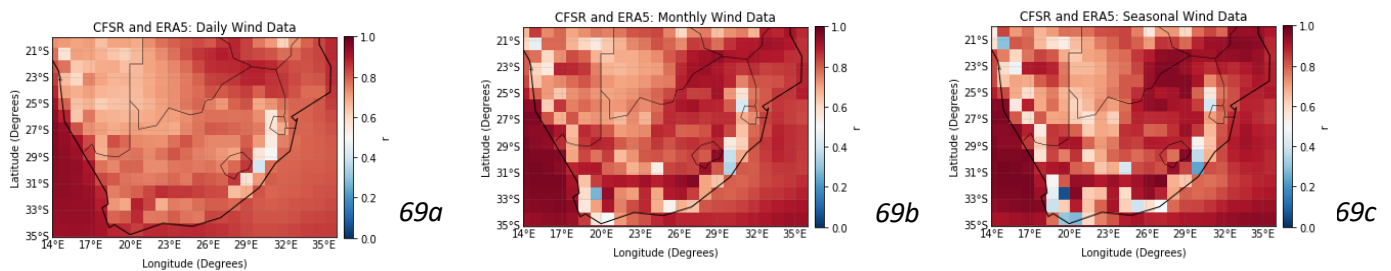 CFSR and ERA5: Daily Wind Data
21°S
23°S
25°S
27°S
29°S
31°S
33°S
35°S
14°E 17°E 20°E 23°E 26°E 29°E 32°E 35°E
Latitude (Degrees)
Longitude (Degrees)
1.0
0.8
0.6
0.4
0.2
0.0
r
69a
CFSR and ERA5: Monthly Wind Data
21°S
23°S
25°S
27°S
29°S
31°S
33°S
35°S
14°E 17°E 20°E 23°E 26°E 29°E 32°E 35°E
Latitude (Degrees)
Longitude (Degrees)
1.0
0.8
0.6
0.4
0.2
0.0
r
69b
CFSR and ERA5: Seasonal Wind Data
21°S
23°S
25°S
27°S
29°S
31°S
33°S
35°S
14°E 17°E 20°E 23°E 26°E 29°E 32°E 35°E
Latitude (Degrees)
Longitude (Degrees)
1.0
0.8
0.6
0.4
0.2
0.0
r
69c